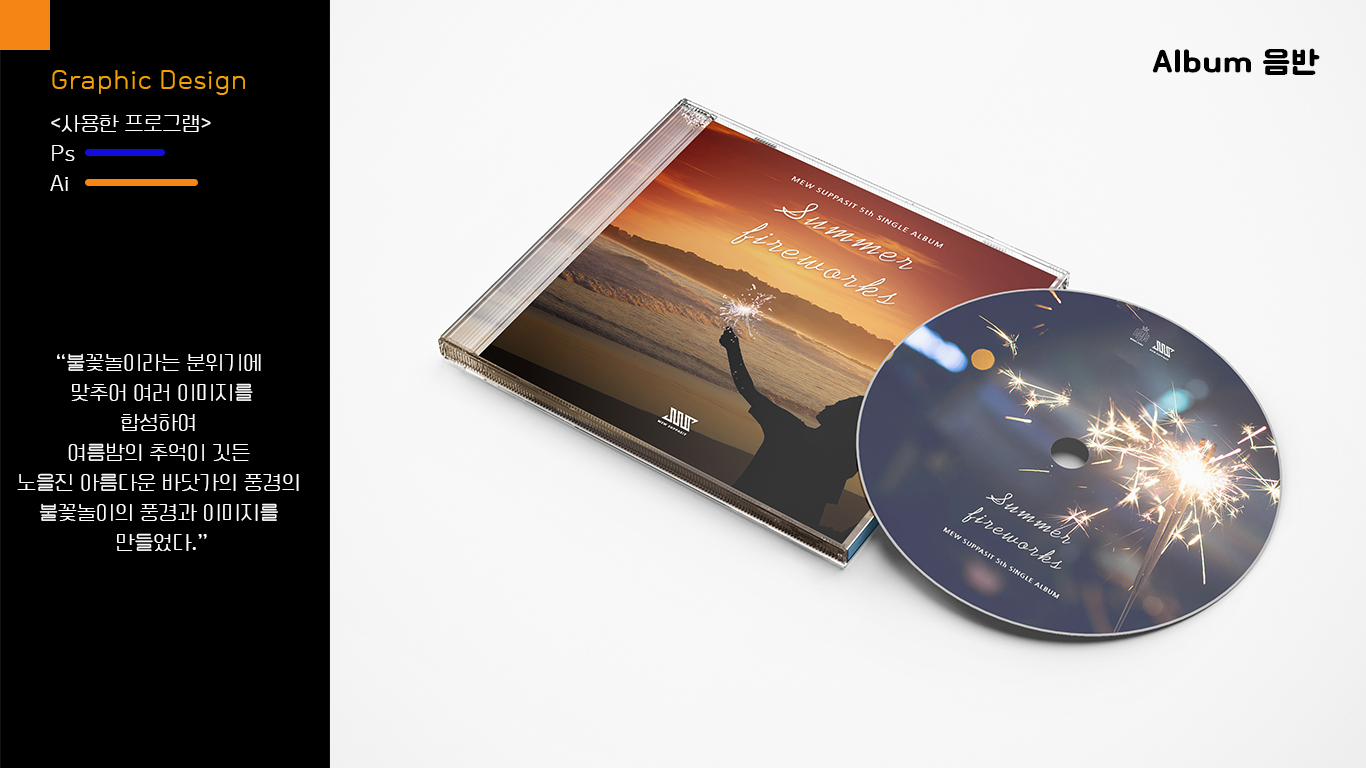 Graphic Design
<사용한 프로그램>
Ps
Ai
“불꽃놀이라는 분위기에
맞추어 여러 이미지를
합성하여
여름밤의 추억이 깃든
노을진 아름다운 바닷가의 풍경의
불꽃놀이의 풍경과 이미지를
만들었다.”
Album 음반
MEW SUPPASIT 5th SINGLE ALBUM
Summer
fireworks
MEW SUPPASIT
Summer
fireworks
MEW SUPPASIT 5th SINGLE ALBUM